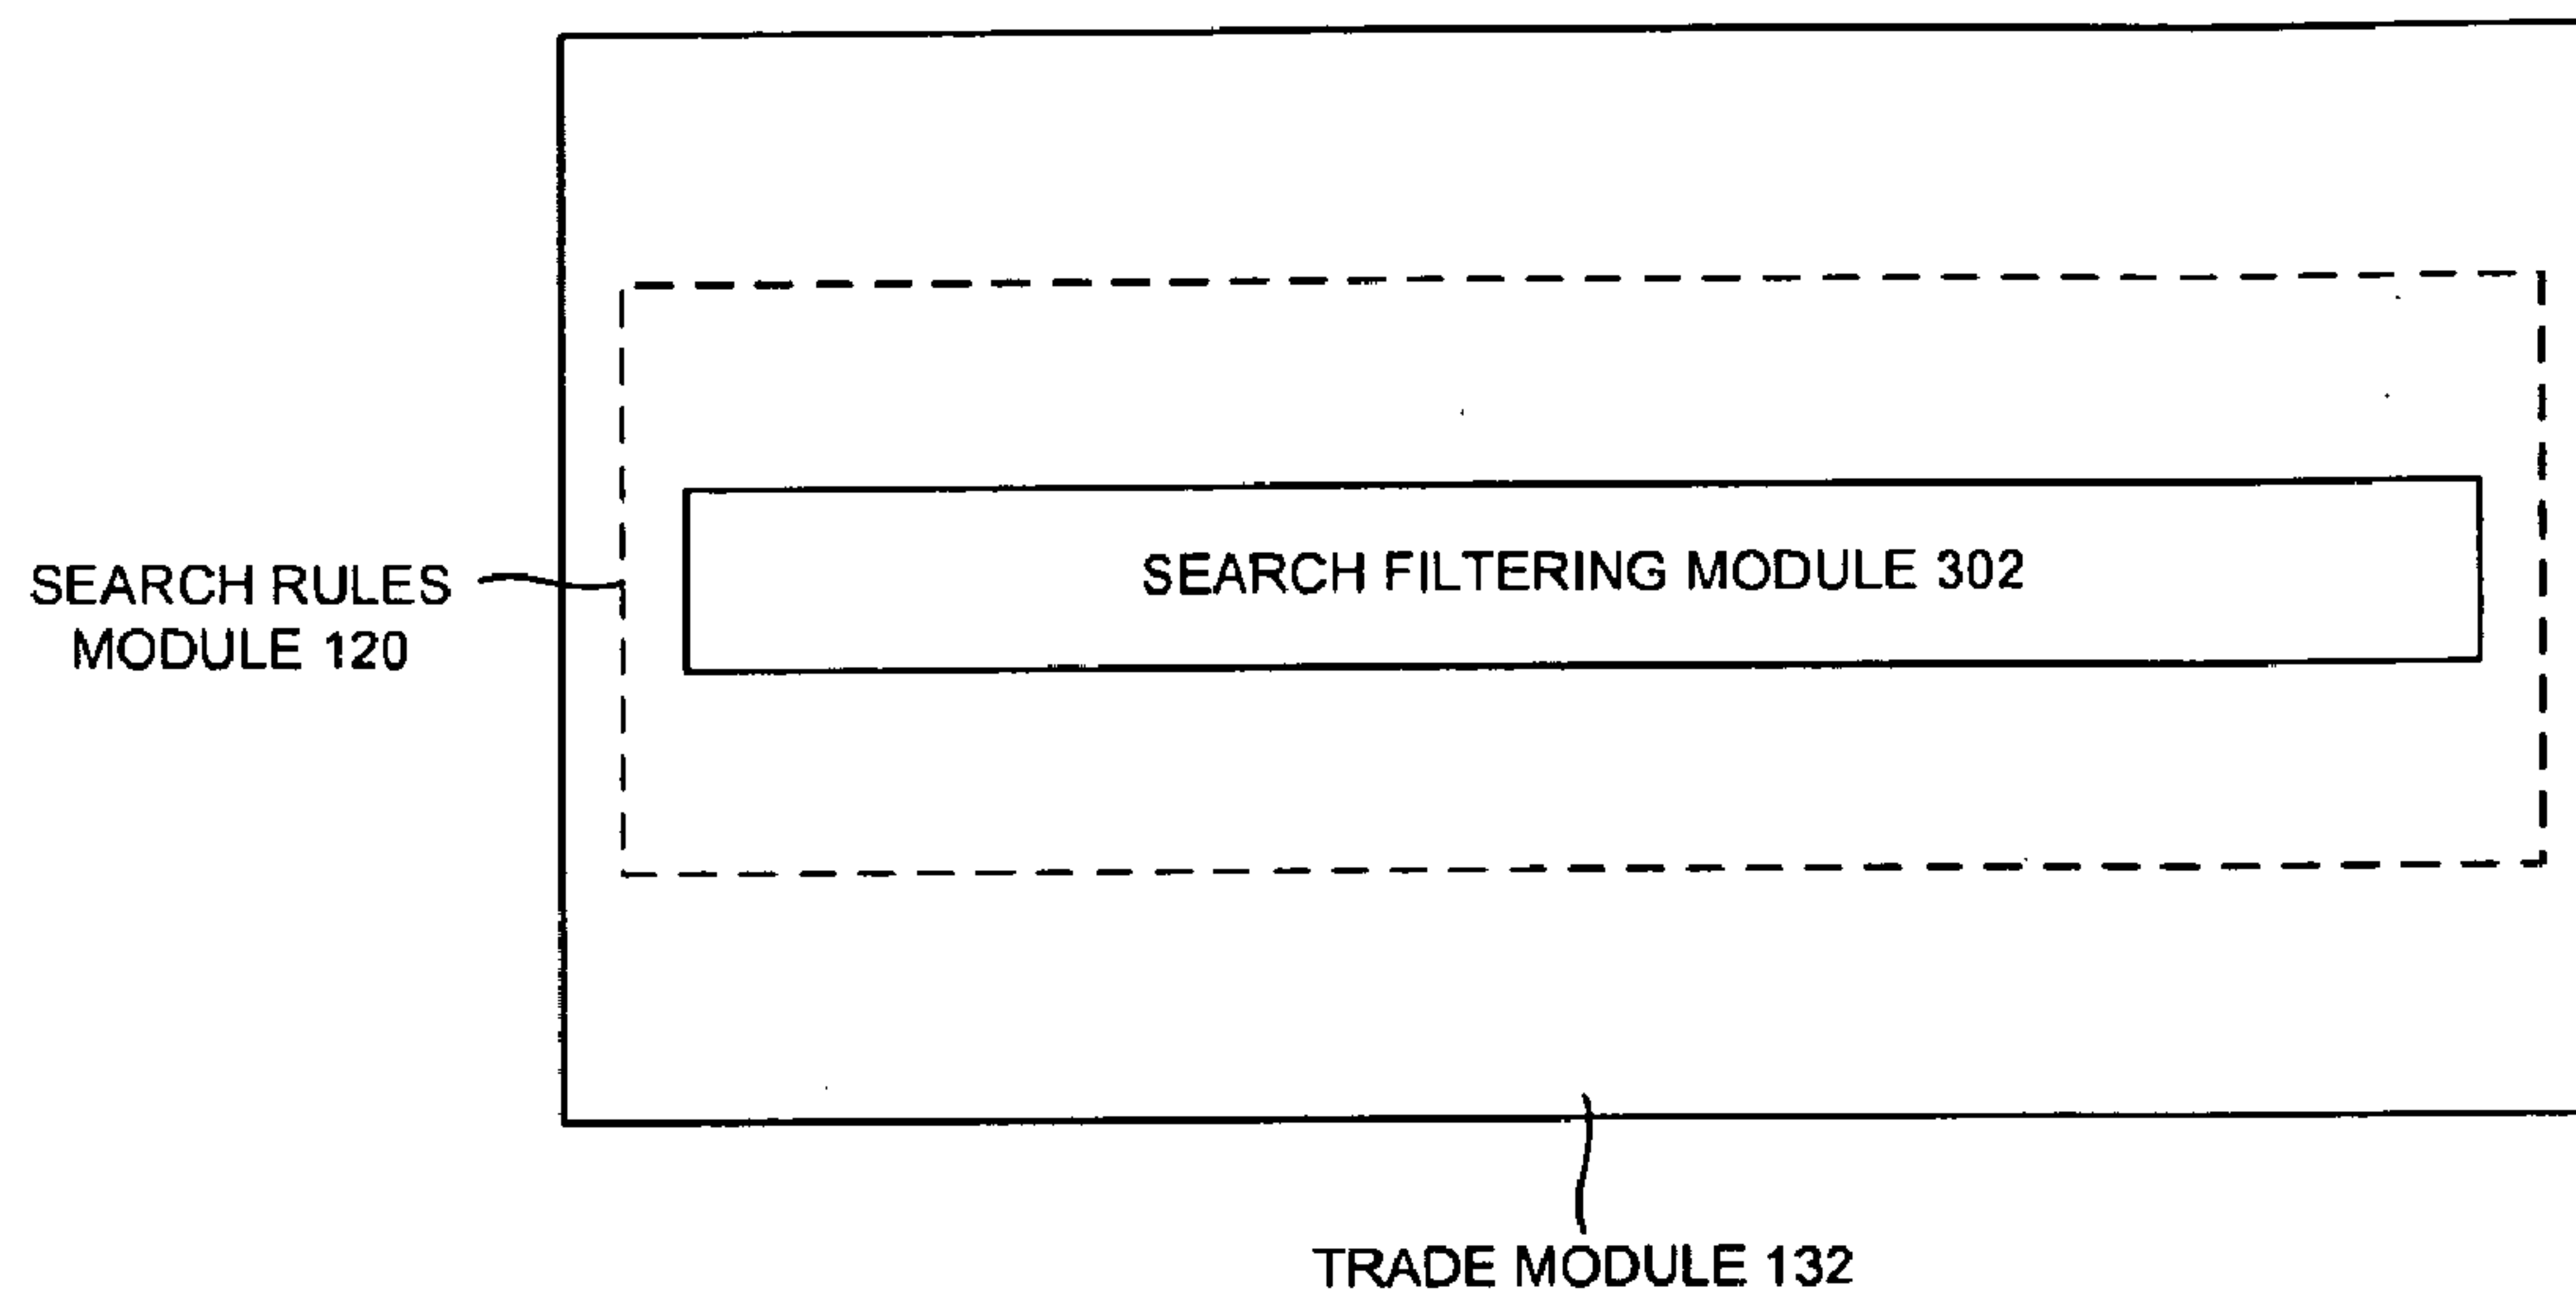 SEARCH FILTERING MODULE 302
SEARCH RULES
MODULE 120
TRADE MODULE 132